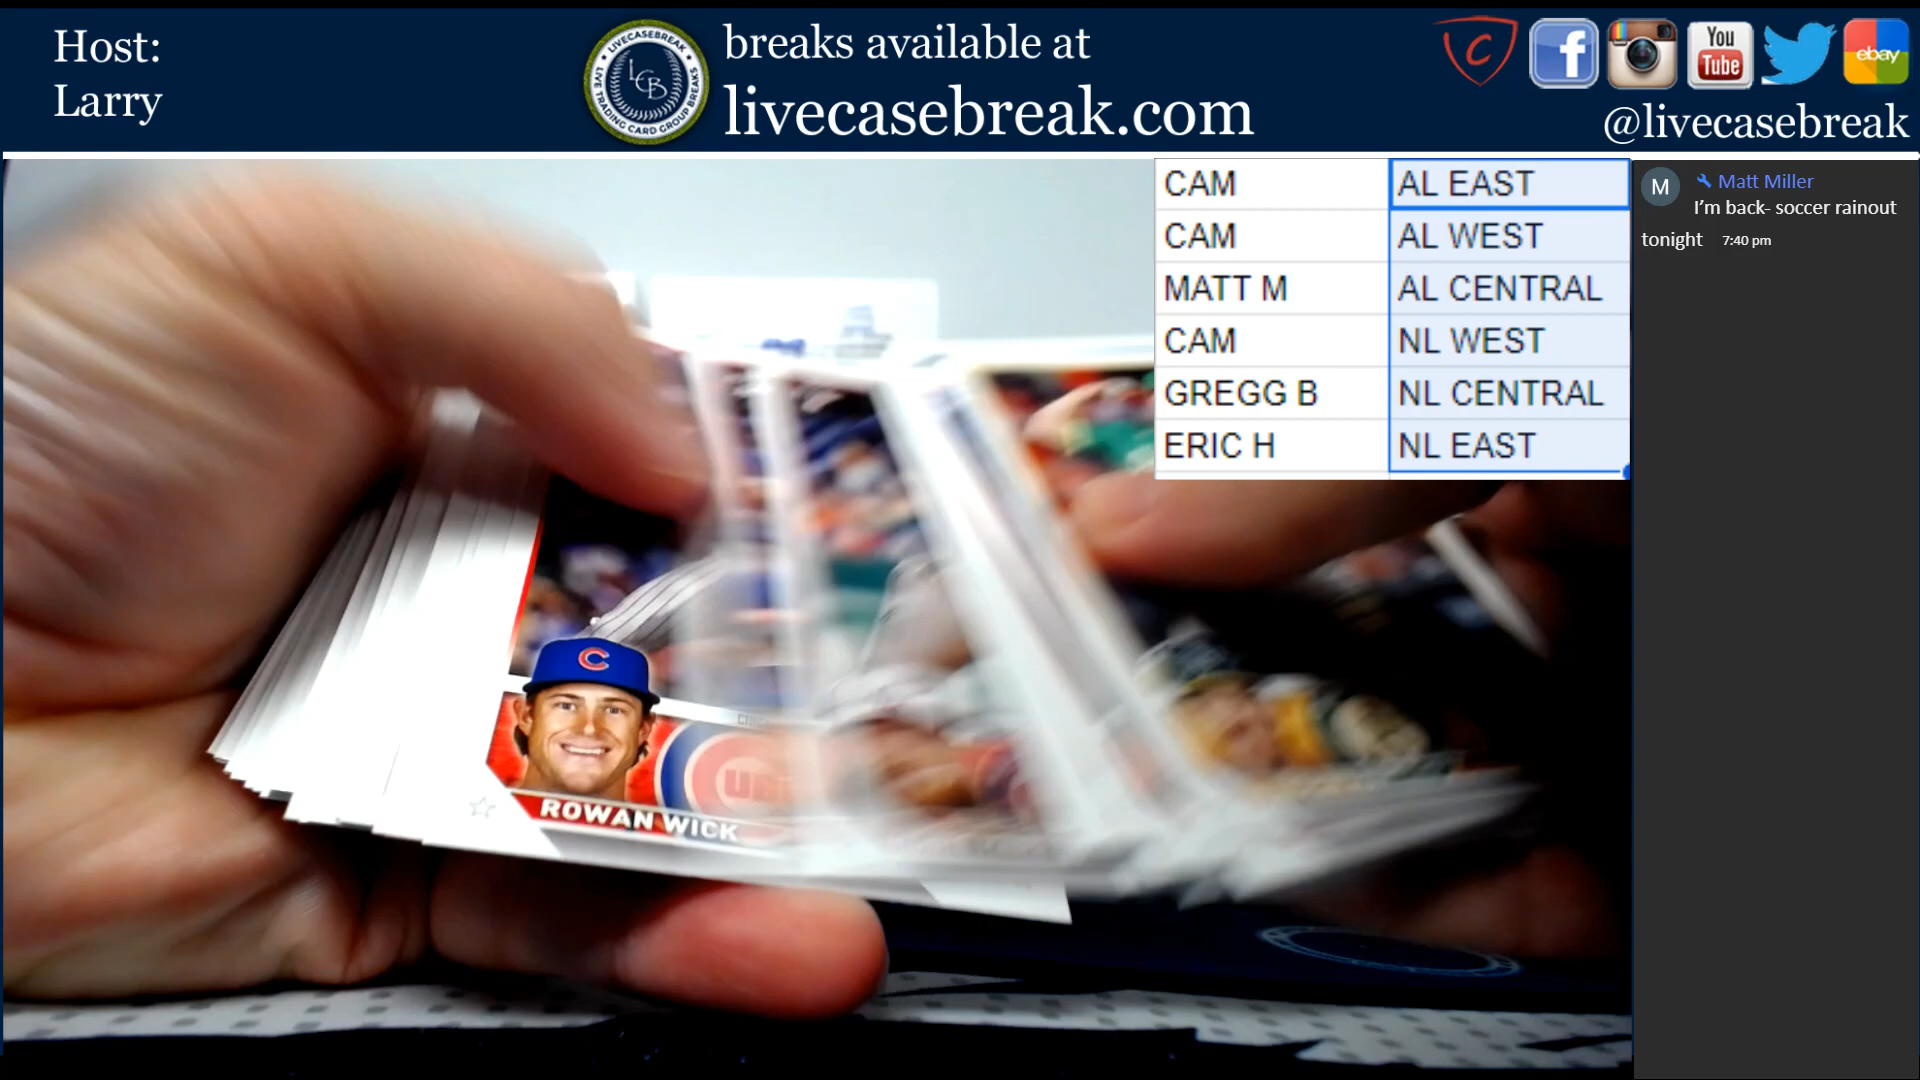 Host:
Larry
LIVECASEBREAK
LCB
LIVE TRADING CARD GROUP BREAKS
breaks available at
livecasebreak.com
C
f
You
Tube
ebay
@livecasebreak
CAM AL EAST
CAM AL WEST
MATT M AL CENTRAL
CAM NL WEST
GREGG B NL CENTRAL
ERIC H NL EAST
M
Matt Miller
I'm back- soccer rainout
tonight 7:40 pm
C
ROWAN WICK